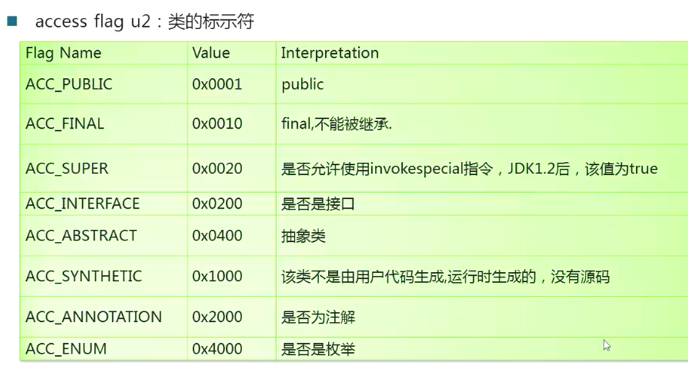 access flag u2：类的标示符
Flag Name Value Interpretation
ACC_PUBLIC 0x0001 public
ACC_FINAL 0x0010 final,不能被继承.
ACC_SUPER 0x0020 是否允许使用invokespecial指令，JDK1.2后，该值为true
ACC_INTERFACE 0x0200 是否是接口
ACC_ABSTRACT 0x0400 抽象类
ACC_SYNTHETIC 0x1000 该类不是由用户代码生成,运行时生成的，没有源码
ACC_ANNOTATION 0x2000 是否为注解
ACC_ENUM 0x4000 是否是枚举